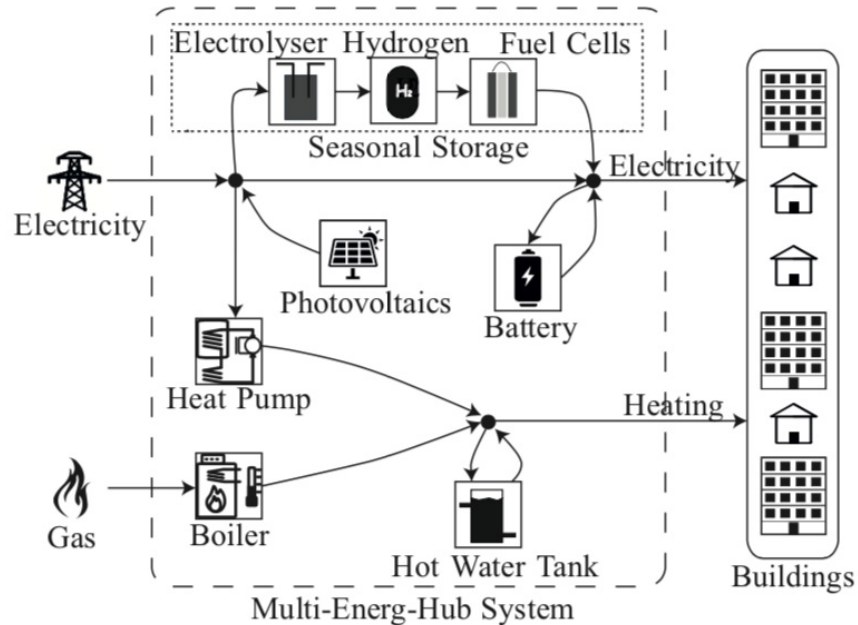 Electrolyser Hydrogen Fuel Cells
H₂
Seasonal Storage
Electricity
Electricity
Photovoltaics
Battery
Heat Pump
Heating
Gas
Boiler
Hot Water Tank
Buildings
Multi-Energ-Hub System